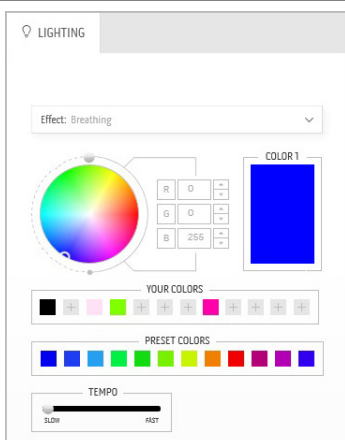 LIGHTING
Effect: Breathing
COLOR 1
R 0
G 0
B 255
YOUR COLORS
PRESET COLORS
TEMPO
SLOW FAST